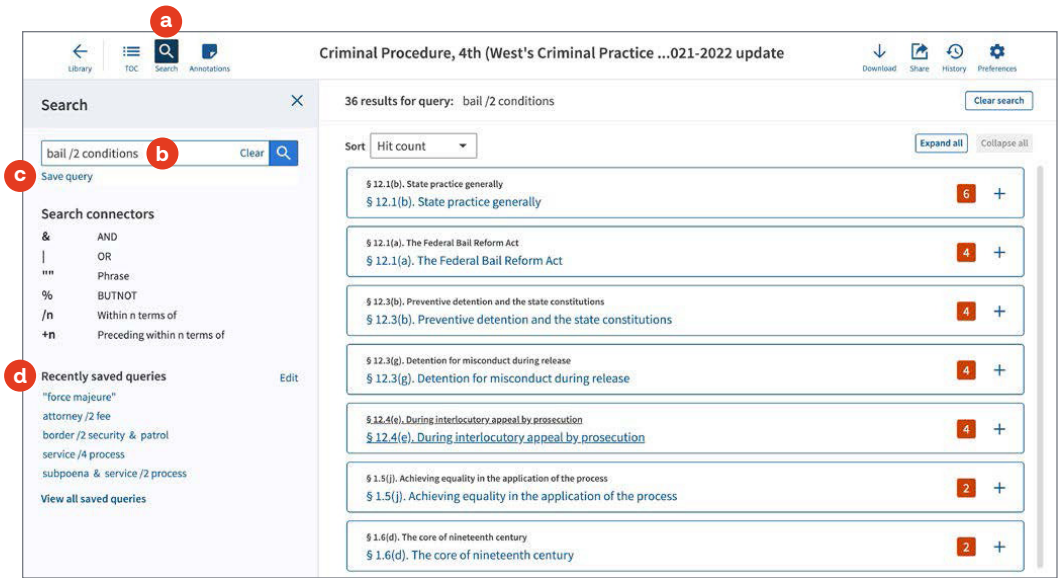 a
Library
TOC
Search
Annotations
Criminal Procedure, 4th (West's Criminal Practice ...021-2022 update
Download
Share
History
Preferences
Search
bail /2 conditions
b
Clear
c
Save query
Search connectors
& AND
| OR
"" Phrase
% BUTNOT
/n Within n terms of
+n Preceding within n terms of
d
Recently saved queries
Edit
"force majeure"
attorney /2 fee
border /2 security & patrol
service /4 process
subpoena & service /2 process
View all saved queries
36 results for query: bail /2 conditions
Clear search
Sort Hit count
Expand all
Collapse all
§ 12.1(b). State practice generally
§ 12.1(b). State practice generally
6 +
§ 12.1(a). The Federal Bail Reform Act
§ 12.1(a). The Federal Bail Reform Act
4 +
§ 12.3(b). Preventive detention and the state constitutions
§ 12.3(b). Preventive detention and the state constitutions
4 +
§ 12.3(g). Detention for misconduct during release
§ 12.3(g). Detention for misconduct during release
4 +
§ 12.4(e). During interlocutory appeal by prosecution
§ 12.4(e). During interlocutory appeal by prosecution
4 +
§ 1.5(j). Achieving equality in the application of the process
§ 1.5(j). Achieving equality in the application of the process
2 +
§ 1.6(d). The core of nineteenth century
§ 1.6(d). The core of nineteenth century
2 +